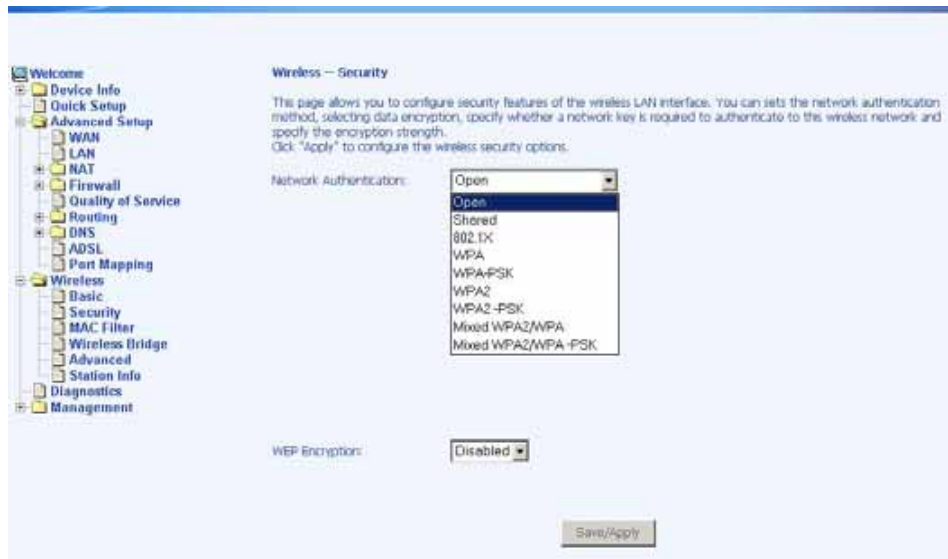 Welcome
Device Info
Quick Setup
Advanced Setup
WAN
LAN
NAT
Firewall
Quality of Service
Routing
DNS
ADSL
Port Mapping
Wireless
Basic
Security
MAC Filter
Wireless Bridge
Advanced
Station Info
Diagnostics
Management
Wireless -- Security
This page allows you to configure security features of the wireless LAN interface. You can sets the network authentication
method, selecting data encryption, specify whether a network key is required to authenticate to this wireless network and
specify the encryption strength.
Click "Apply" to configure the wireless security options.
Network Authentication: Open
Open
Shared
802.1X
WPA
WPA-PSK
WPA2
WPA2 -PSK
Mixed WPA2/WPA
Mixed WPA2/WPA -PSK
WEP Encryption: Disabled
Save/Apply